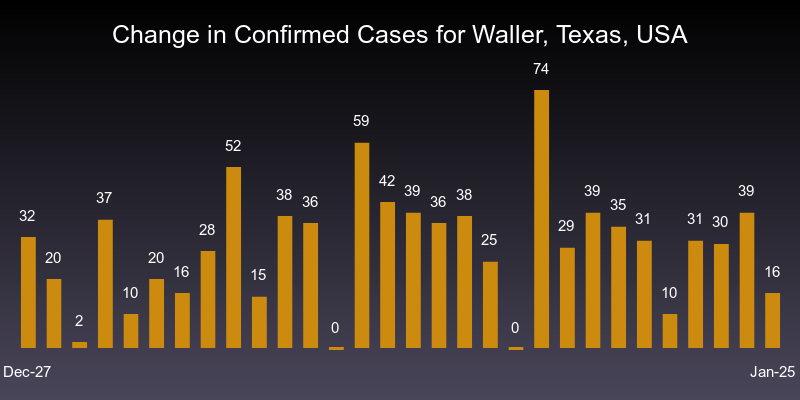 Change in Confirmed Cases for Waller, Texas, USA
32 20 2 37 10 20 16 28 52 15 38 36 0 59 42 39 36 38 25 0 74 29 39 35 31 10 31 30 39 16
Dec-27 Jan-25